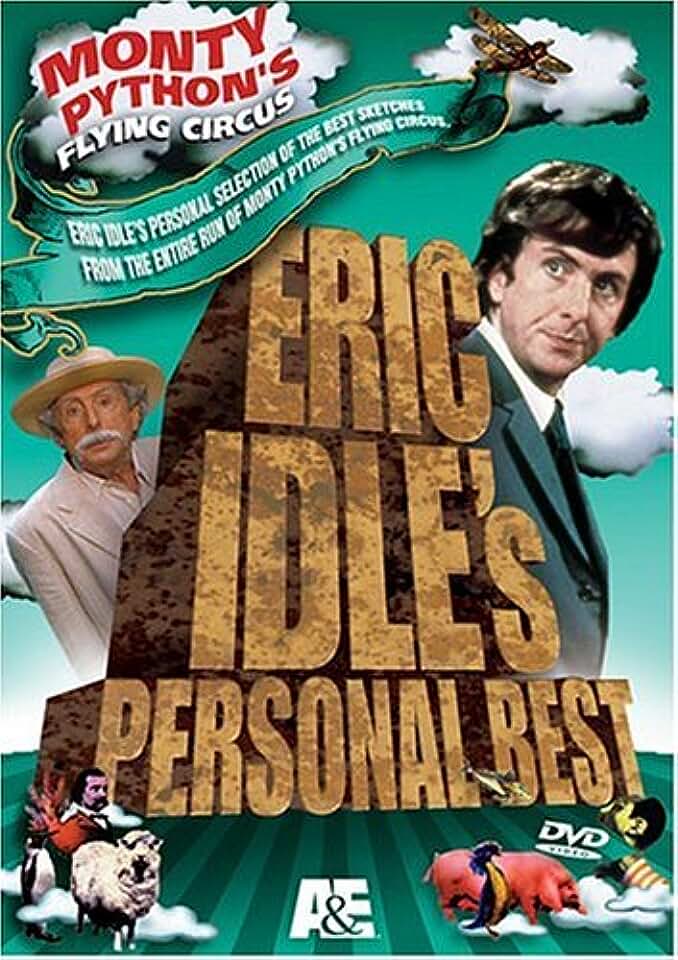 MONTY
PYTHON'S
FLYING CIRCUS
ERIC IDLE'S PERSONAL SELECTION OF THE BEST SKETCHES
FROM THE ENTIRE RUN OF MONTY PYTHON'S FLYING CIRCUS.
ERIC
IDLE's
PERSONAL BEST
DVD
VIDEO
A&E